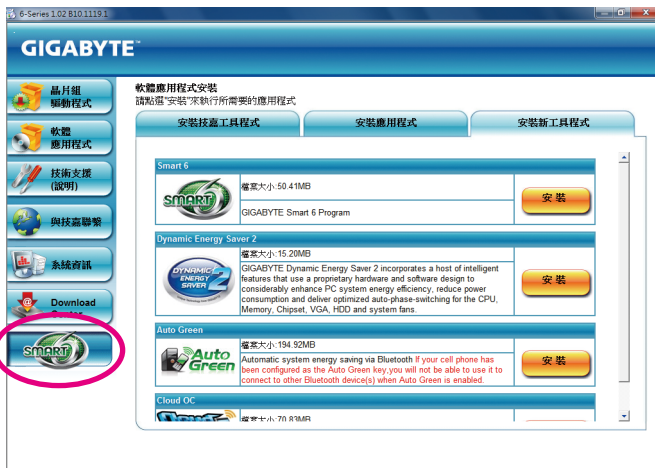 6-Series 1.02 B10.1119.1
GIGABYTE™
晶片組
驅動程式
軟體
應用程式
技術支援
(說明)
與技嘉聯繫
系統資訊
Download
SMART 6
軟體應用程式安裝
請點選"安裝"來執行所需要的應用程式
安裝技嘉工具程式
安裝應用程式
安裝新工具程式
Smart 6
SMART 6
檔案大小:50.41MB
GIGABYTE Smart 6 Program
安裝
Dynamic Energy Saver 2
DYNAMIC
ENERGY
SAVER 2
檔案大小:15.20MB
GIGABYTE Dynamic Energy Saver 2 incorporates a host of intelligent
features that use a proprietary hardware and software design to
considerably enhance PC system energy efficiency, reduce power
consumption and deliver optimized auto-phase-switching for the CPU,
Memory, Chipset, VGA, HDD and system fans.
安裝
Auto Green
Auto
Green
檔案大小:194.92MB
Automatic system energy saving via Bluetooth If your cell phone has
been configured as the Auto Green key,you will not be able to use it to
connect to other Bluetooth device(s) when Auto Green is enabled.
安裝
Cloud OC
檔案大小:70.83MB